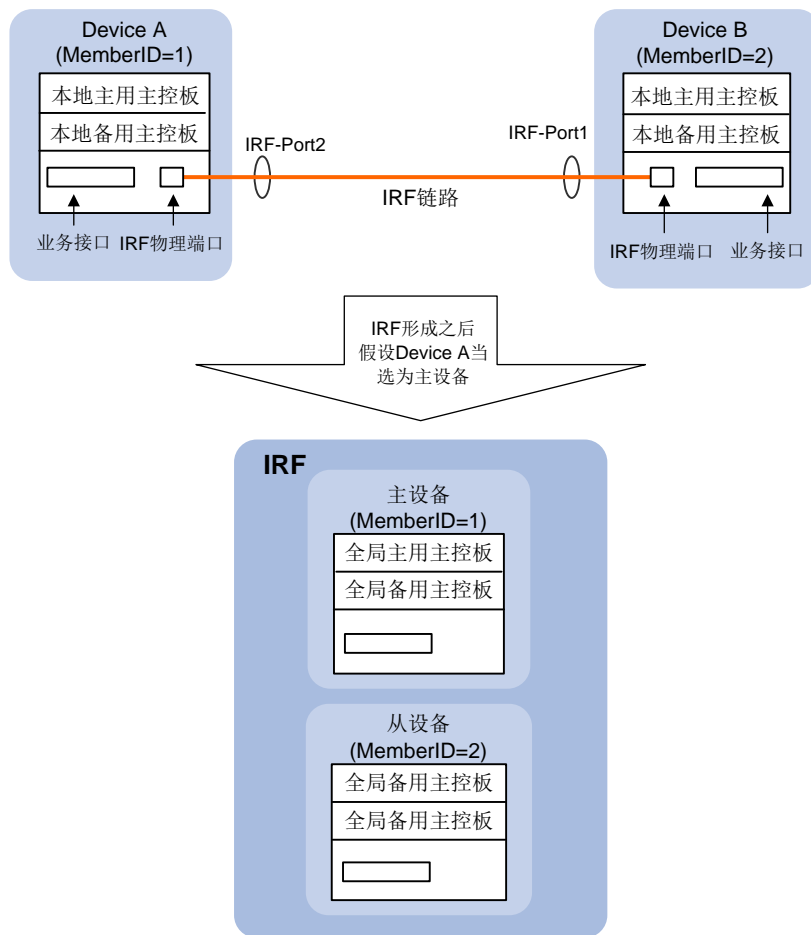 Device A
(MemberID=1)
本地主用主控板
本地备用主控板
业务接口
IRF物理端口
IRF-Port2
IRF链路
IRF-Port1
Device B
(MemberID=2)
本地主用主控板
本地备用主控板
IRF物理端口
业务接口
IRF形成之后
假设Device A当
选为主设备
IRF
主设备
(MemberID=1)
全局主用主控板
全局备用主控板
从设备
(MemberID=2)
全局备用主控板
全局备用主控板